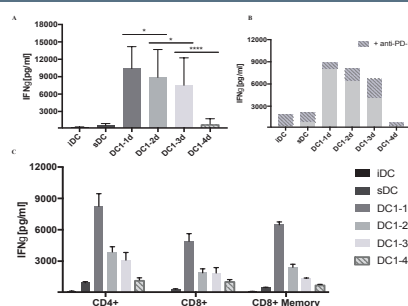 A
B
IFNg[pg/ml]
18000
15000
12000
9000
6000
3000
*
*
****
iDC
sDC
DC1-1d
DC1-2d
DC1-3d
DC1-4d
IFNg[pg/ml]
12000
9000
6000
3000
+ anti-PD-
iDC
sDC
DC1-1d
DC1-2d
DC1-3d
DC1-4d
C
IFNg[pg/ml]
12000
9000
6000
3000
CD4+
CD8+
CD8+ Memory
iDC
sDC
DC1-1
DC1-2
DC1-3
DC1-4